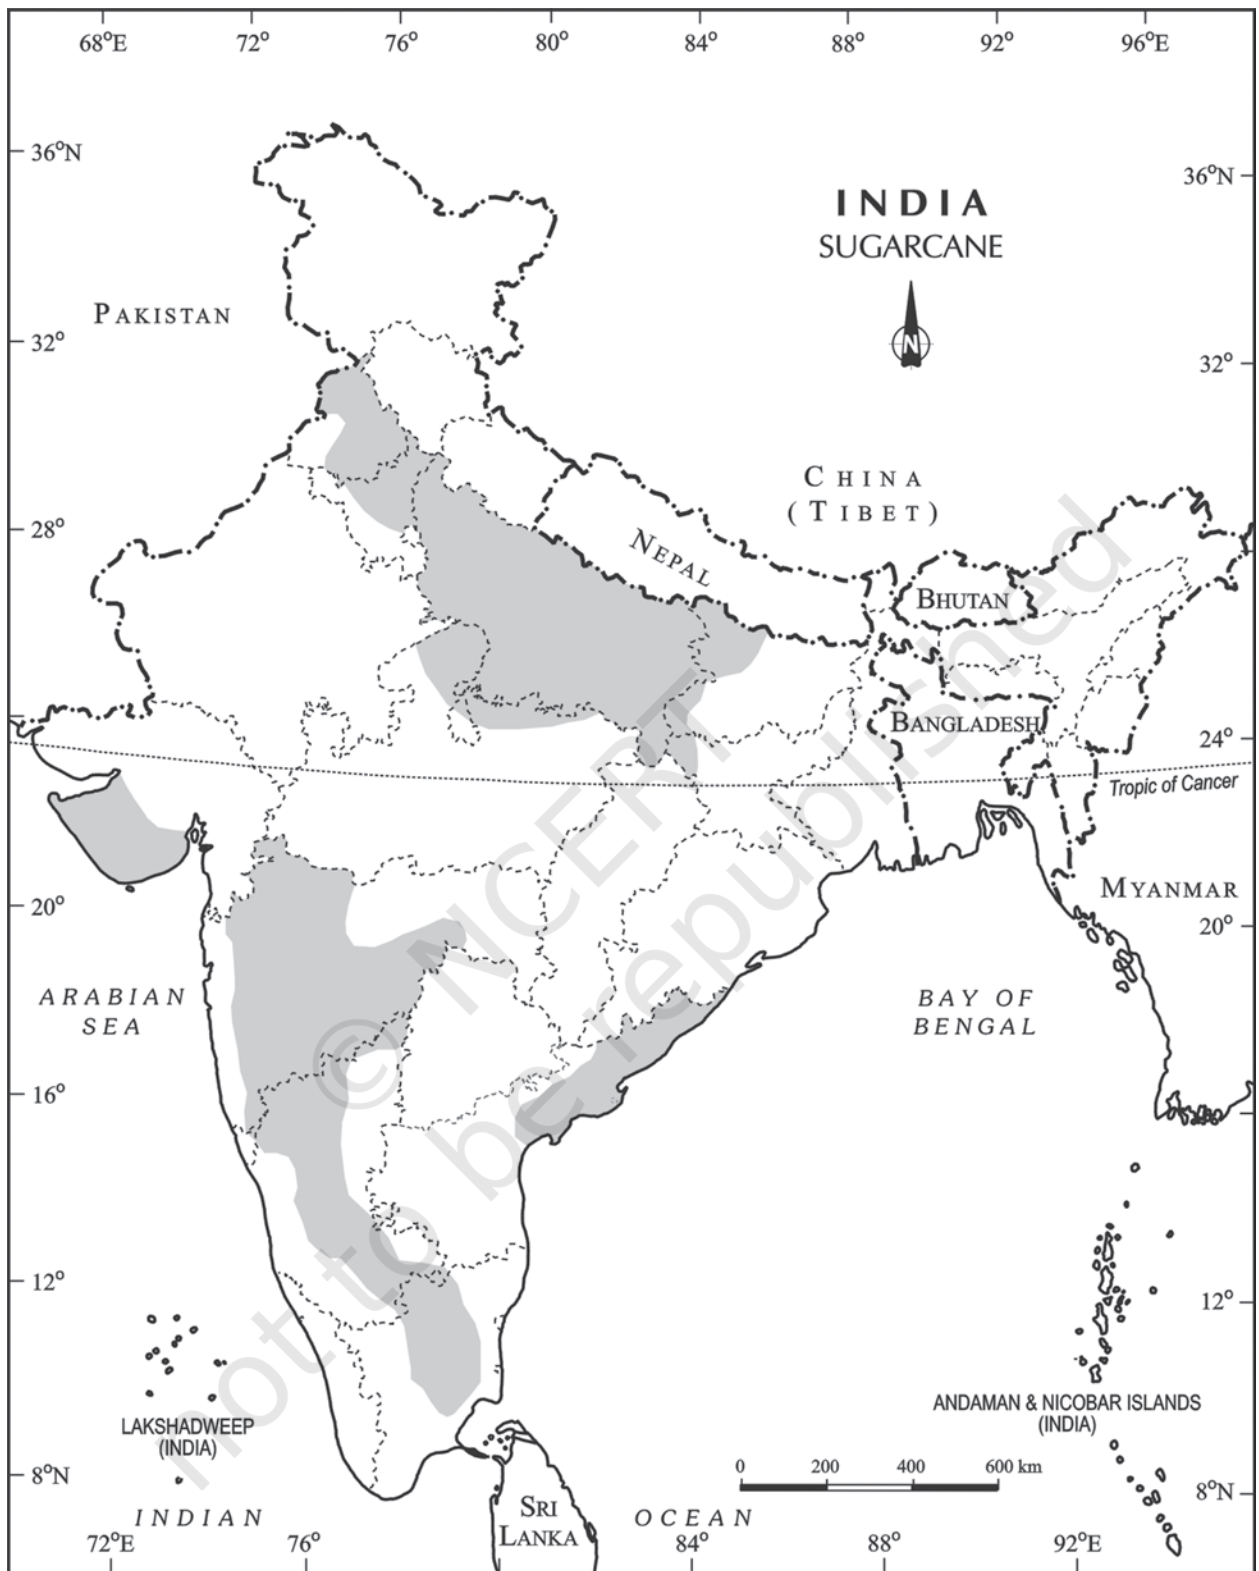 68°E 72° 76° 80° 84° 88° 92° 96°E
36°N
36°N
INDIA
SUGARCANE
N
PAKISTAN
32°
32°
CHINA
(TIBET)
28°
NEPAL
BHUTAN
BANGLADESH
24°
Tropic of Cancer
MYANMAR
20°
20°
ARABIAN
SEA
BAY OF
BENGAL
16°
12°
12°
LAKSHADWEEP
(INDIA)
ANDAMAN & NICOBAR ISLANDS
(INDIA)
0 200 400 600 km
8°N
8°N
SRI
LANKA
INDIAN OCEAN
72°E 76° 84° 88° 92°E
© NCERT
not to be republished